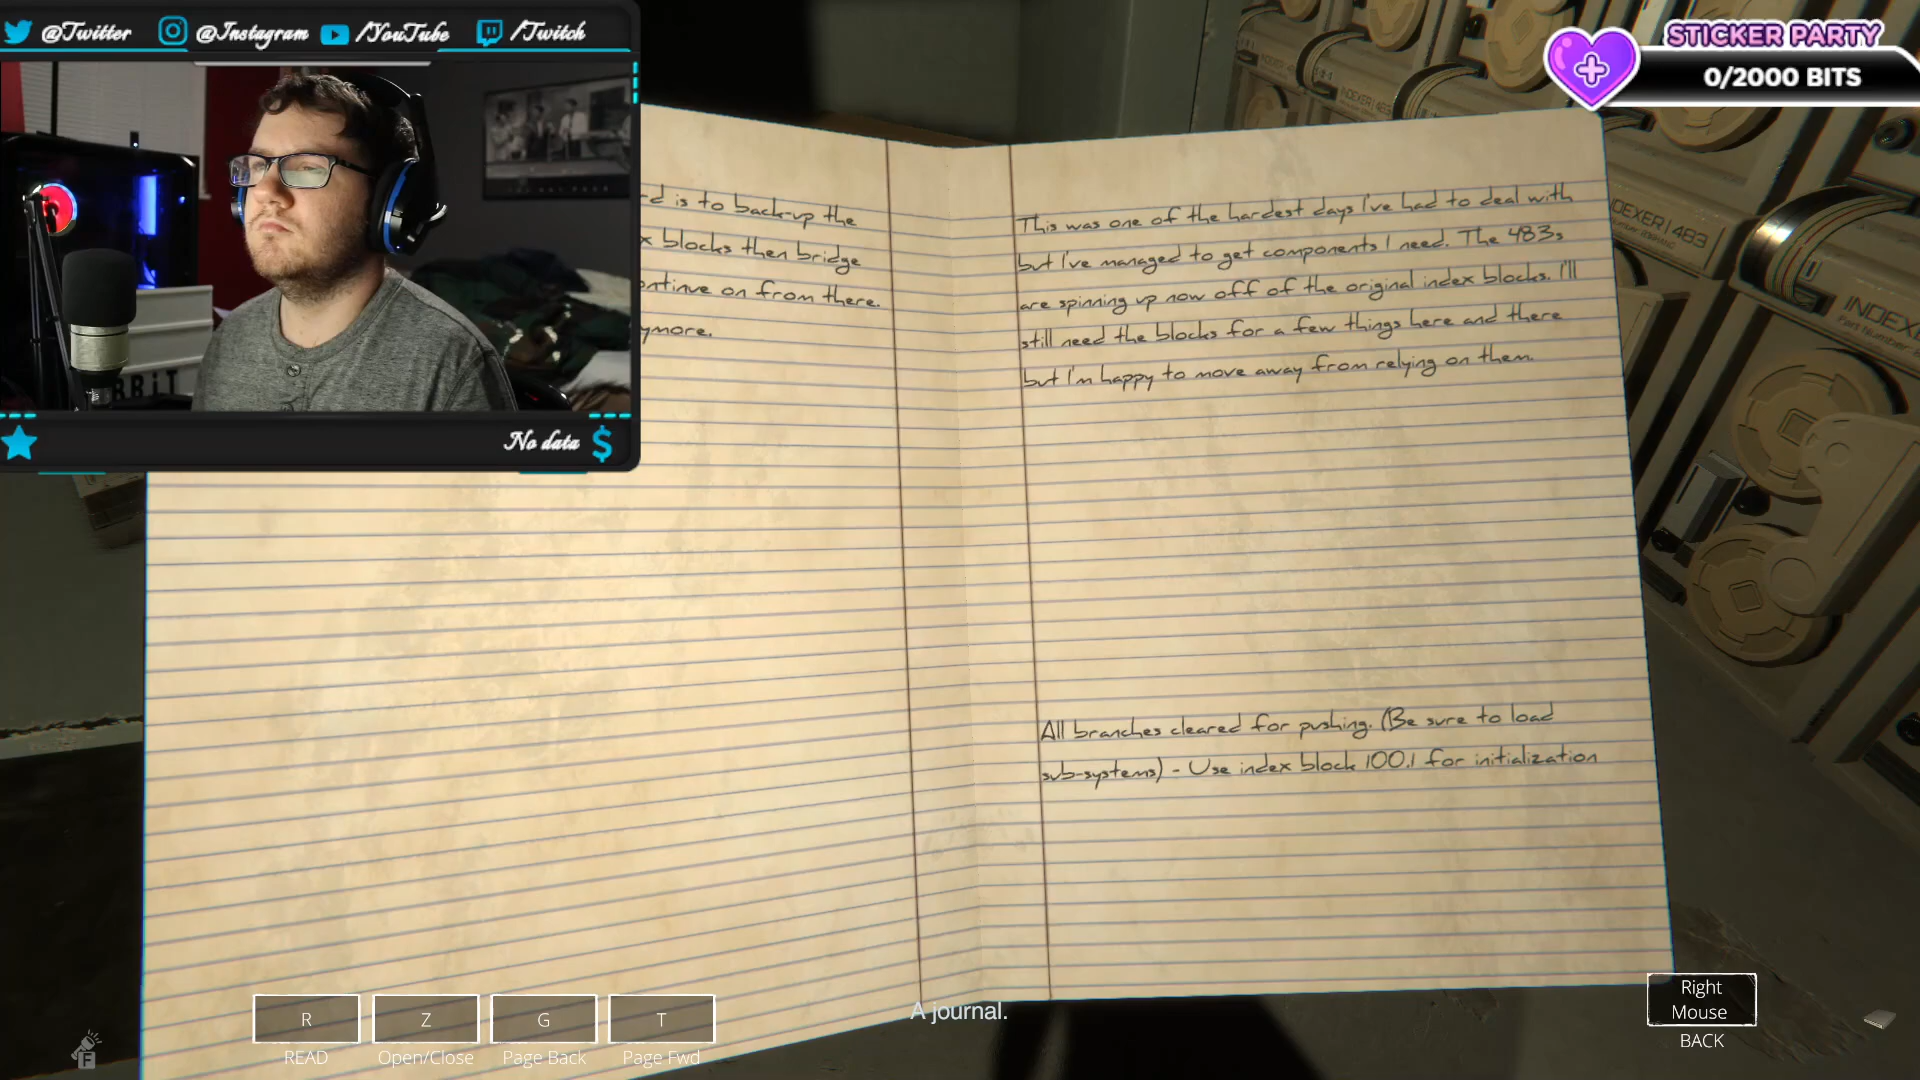 @Twitter @Instagram /YouTube /Twitch
STICKER PARTY
0/2000 BITS
No data $
is to back-up the
blocks then bridge
on from there.
This was one of the hardest days I've had to deal with
but I've managed to get components I need. The 483s
are spinning up now off of the original index blocks. I'll
still need the blocks for a few things here and there
but I'm happy to move away from relying on them.
All branches cleared for pushing. (Be sure to load
sub-systems) - Use index block 100.1 for initialization
INDEXER | 483
A journal.
R
READ
Z
Open/Close
G
Page Back
T
Page Fwd
Right
Mouse
BACK
F